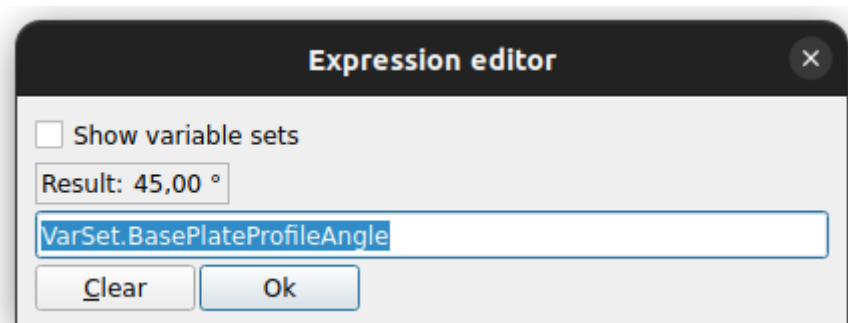 Expression editor
Show variable sets
Result: 45,00 °
VarSet.BasePlateProfileAngle
Clear Ok